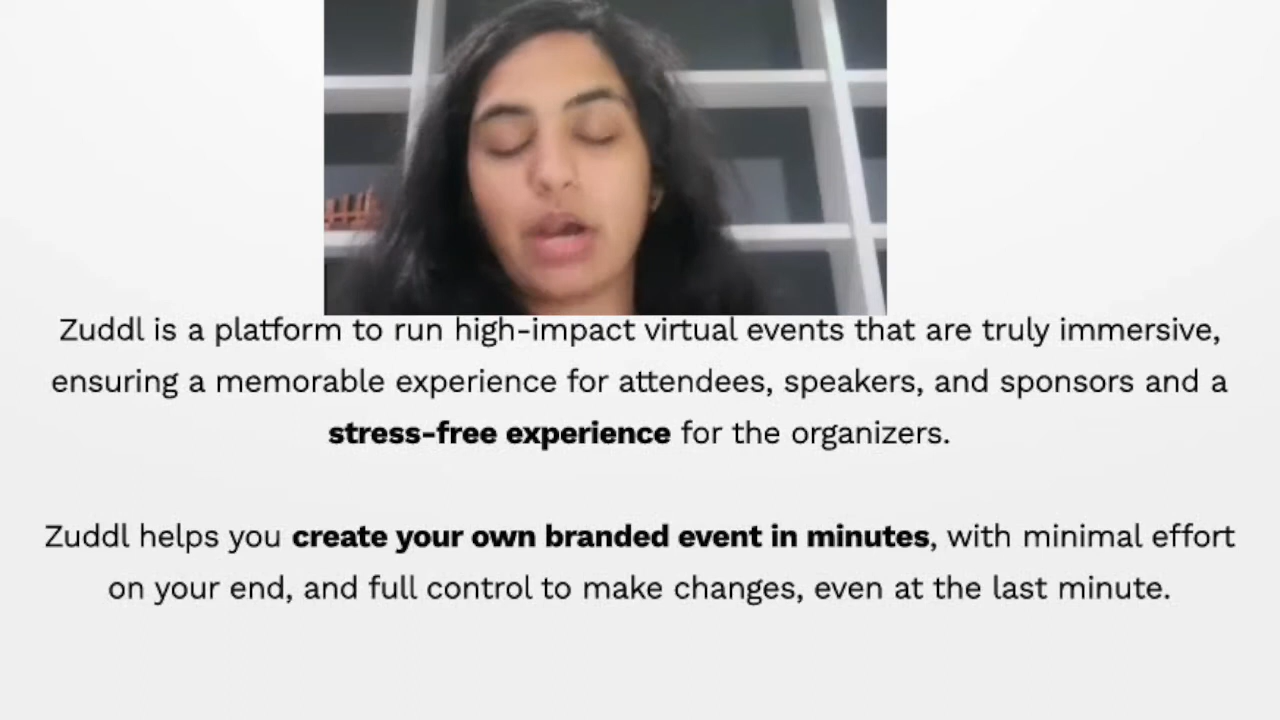 Zuddl is a platform to run high-impact virtual events that are truly immersive,
ensuring a memorable experience for attendees, speakers, and sponsors and a
stress-free experience for the organizers.
Zuddl helps you create your own branded event in minutes, with minimal effort
on your end, and full control to make changes, even at the last minute.